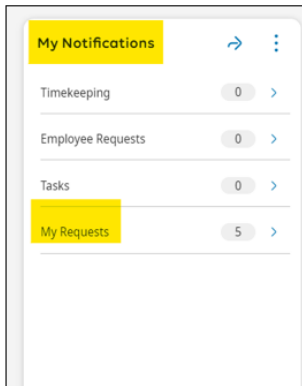 My Notifications
Timekeeping 0
Employee Requests 0
Tasks 0
My Requests 5